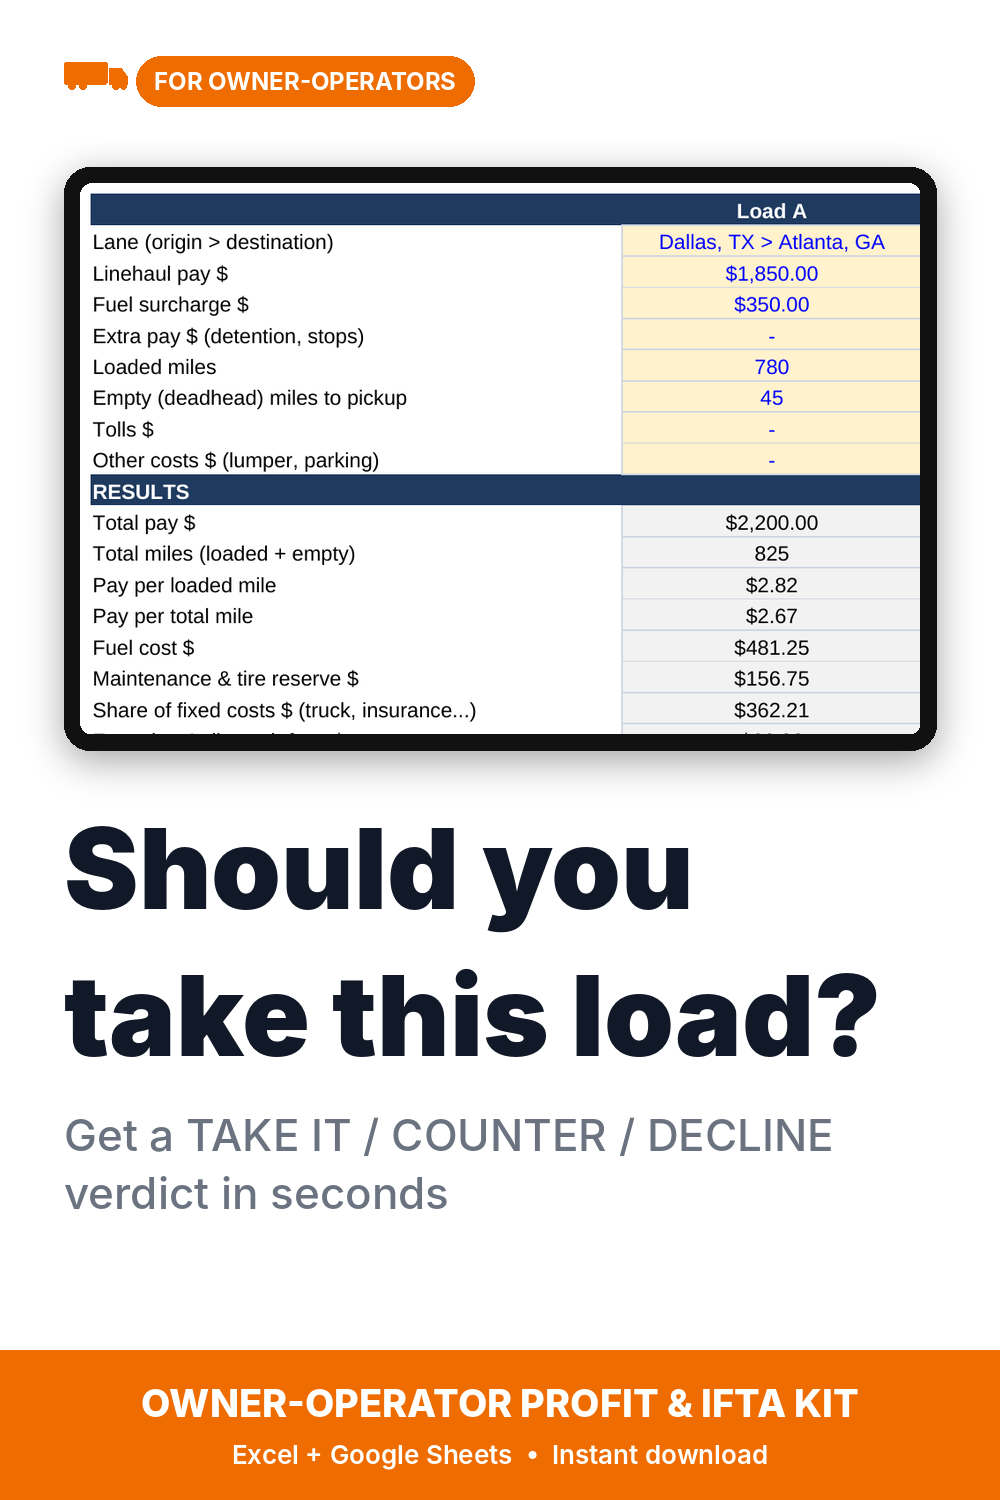 FOR OWNER-OPERATORS
Load A
Lane (origin > destination) Dallas, TX > Atlanta, GA
Linehaul pay $ $1,850.00
Fuel surcharge $ $350.00
Extra pay $ (detention, stops) -
Loaded miles 780
Empty (deadhead) miles to pickup 45
Tolls $ -
Other costs $ (lumper, parking) -
RESULTS
Total pay $ $2,200.00
Total miles (loaded + empty) 825
Pay per loaded mile $2.82
Pay per total mile $2.67
Fuel cost $ $481.25
Maintenance & tire reserve $ $156.75
Share of fixed costs $ (truck, insurance...) $362.21
Should you
take this load?
Get a TAKE IT / COUNTER / DECLINE
verdict in seconds
OWNER-OPERATOR PROFIT & IFTA KIT
Excel + Google Sheets • Instant download